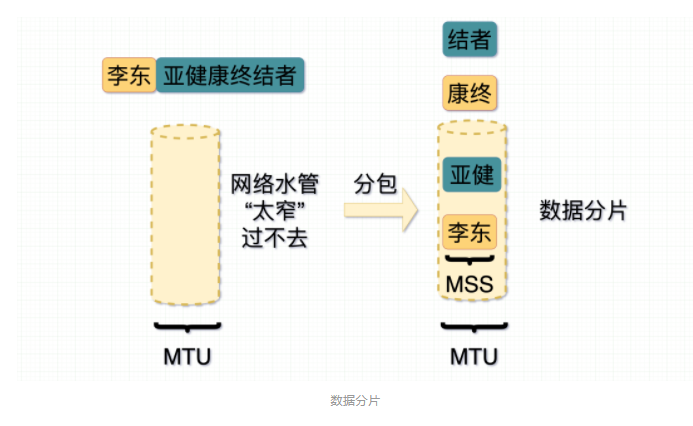 李东 亚健康终结者
网络水管
“太窄”
过不去
MTU
分包
结者
康终
亚健
李东
MSS
MTU
数据分片
数据分片